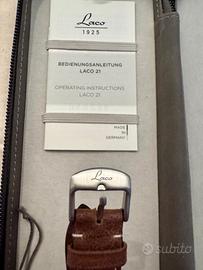 Laco
1925
BEDIENUNGSANLEITUNG
LACO 21
OPERATING INSTRUCTIONS
LACO 21
MADE
IN
GERMANY
Laco
subito